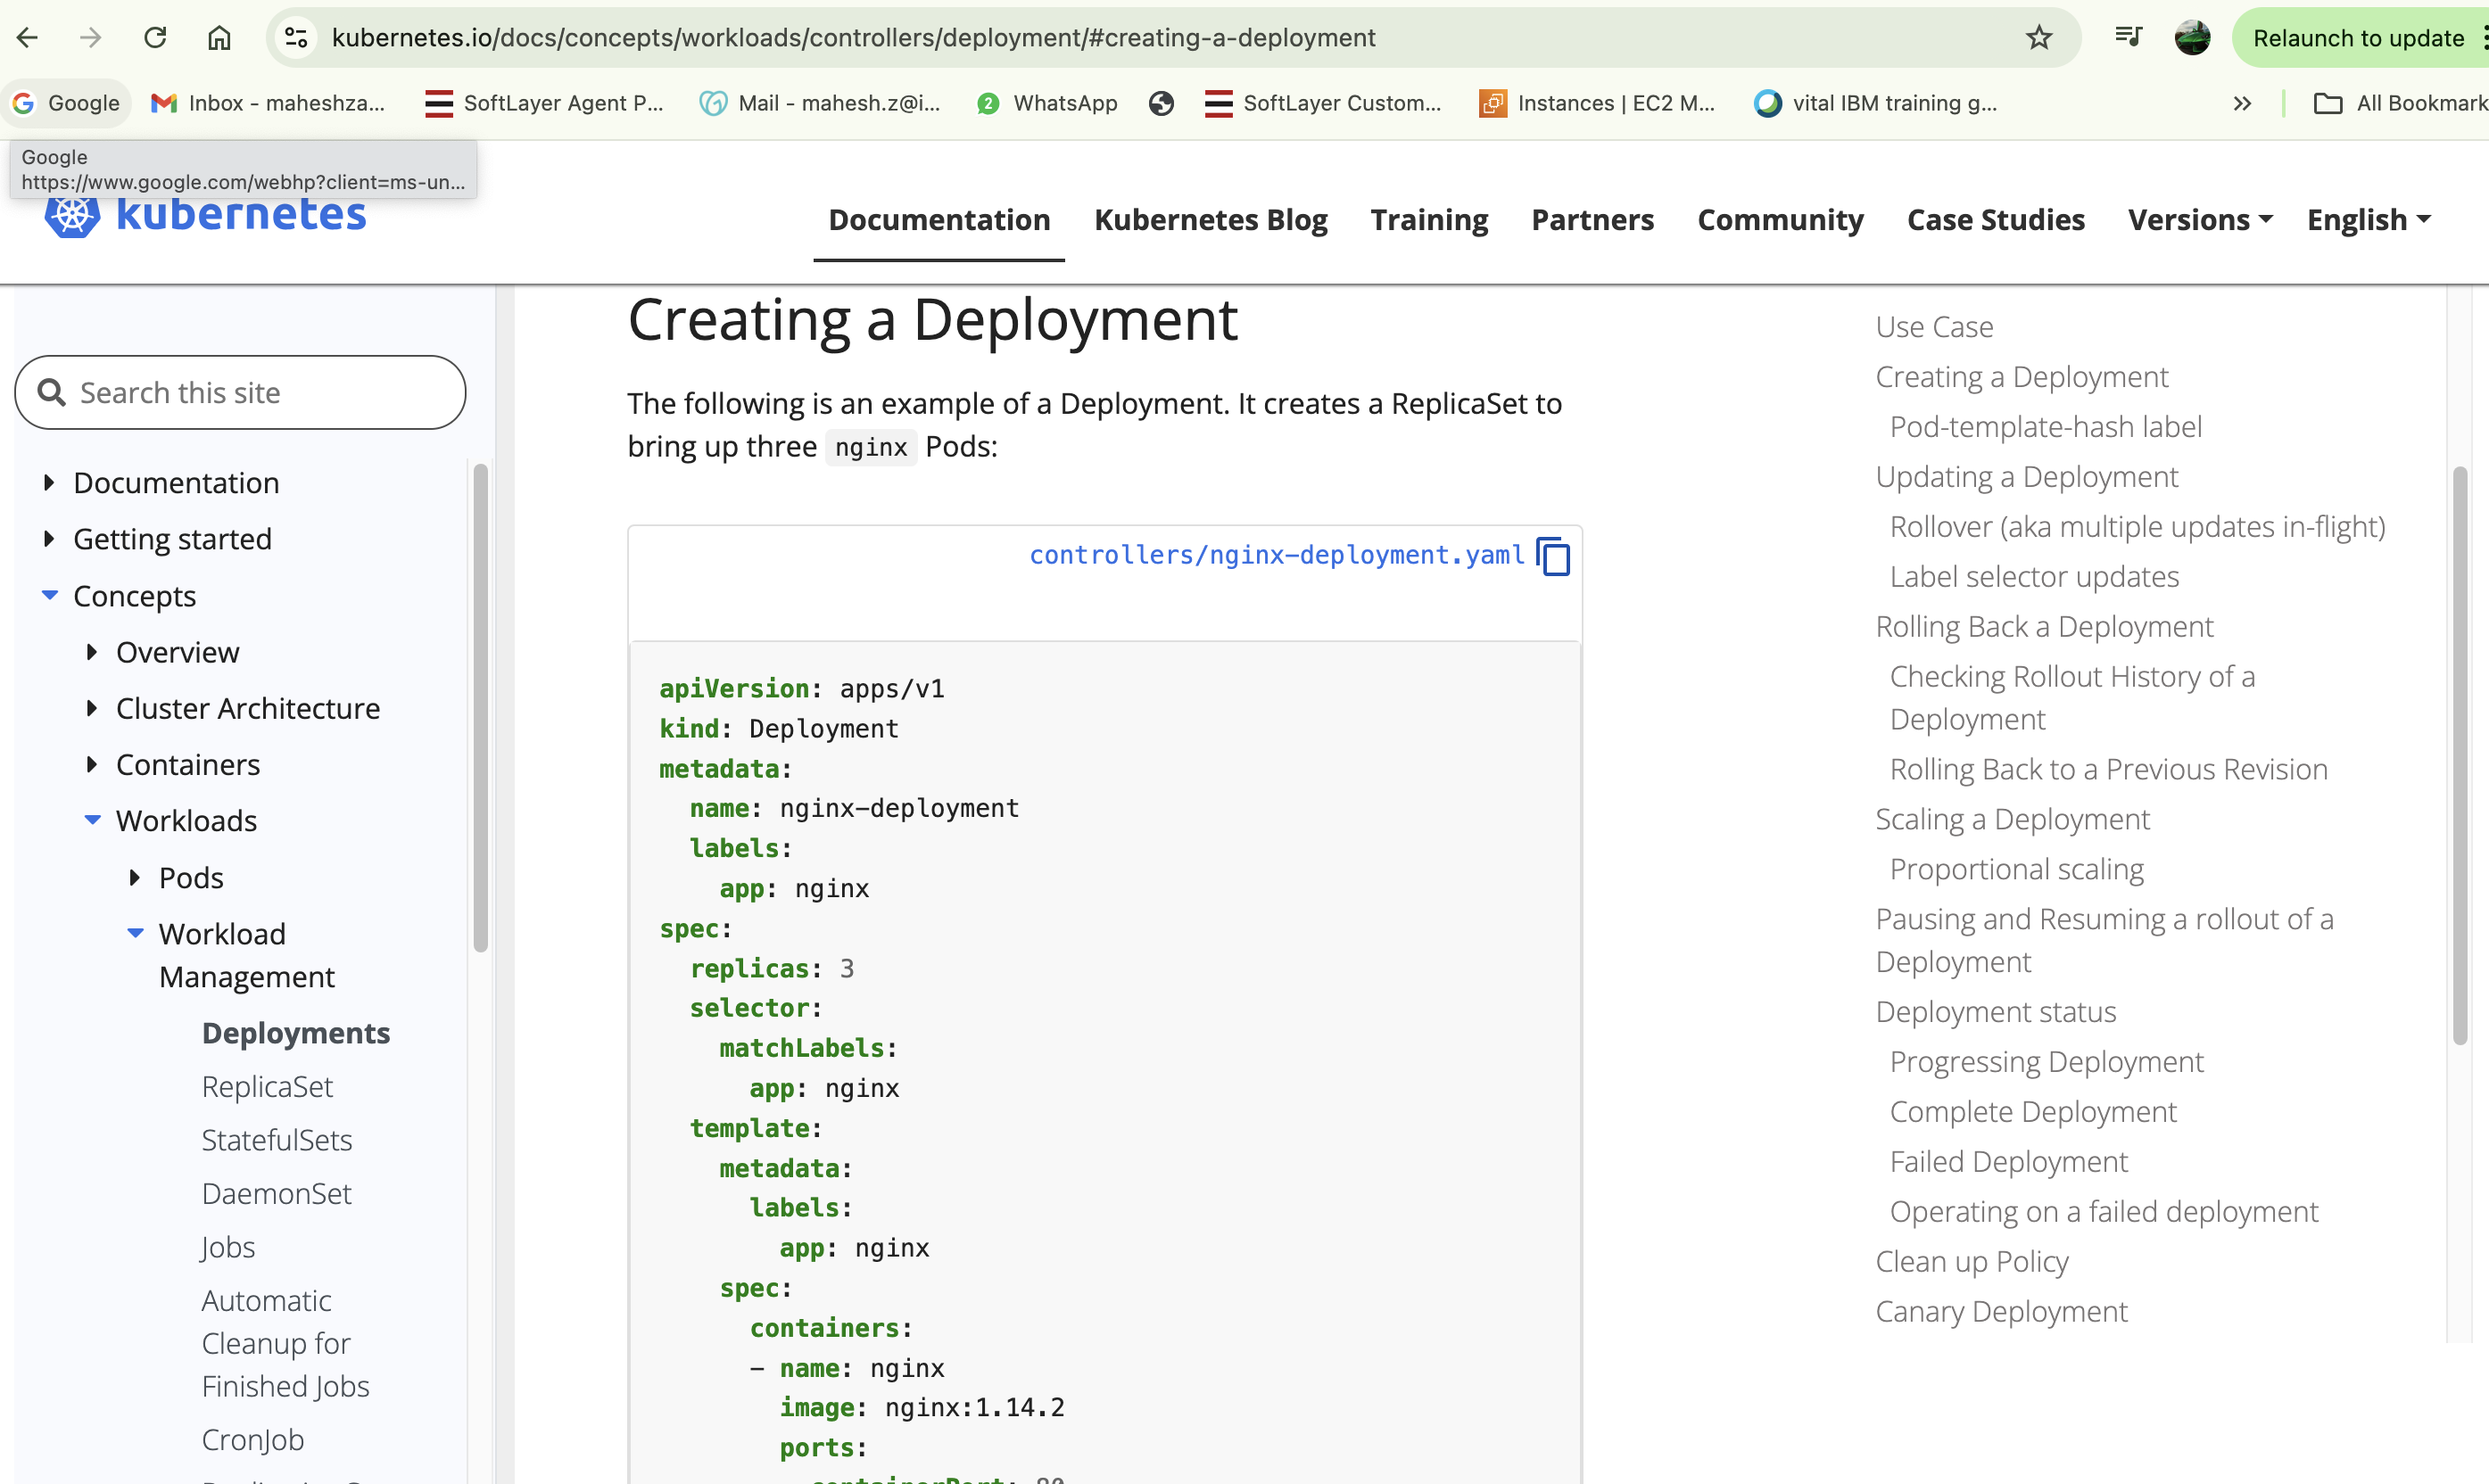 kubernetes.io/docs/concepts/workloads/controllers/deployment/#creating-a-deployment
Relaunch to update
Google
Inbox - maheshza...
SoftLayer Agent P...
Mail - mahesh.z@i...
2
WhatsApp
SoftLayer Custom...
Instances | EC2 M...
vital IBM training g...
»
All Bookmark
Google
https://www.google.com/webhp?client=ms-un...
kubernetes
Documentation
Kubernetes Blog
Training
Partners
Community
Case Studies
Versions
English
Search this site
Documentation
Getting started
Concepts
Overview
Cluster Architecture
Containers
Workloads
Pods
Workload
Management
Deployments
ReplicaSet
StatefulSets
DaemonSet
Jobs
Automatic
Cleanup for
Finished Jobs
CronJob
Creating a Deployment
The following is an example of a Deployment. It creates a ReplicaSet to
bring up three nginx Pods:
controllers/nginx-deployment.yaml
apiVersion: apps/v1
kind: Deployment
metadata:
  name: nginx-deployment
  labels:
    app: nginx
spec:
  replicas: 3
  selector:
    matchLabels:
      app: nginx
  template:
    metadata:
      labels:
        app: nginx
    spec:
      containers:
      - name: nginx
        image: nginx:1.14.2
        ports:
Use Case
Creating a Deployment
Pod-template-hash label
Updating a Deployment
Rollover (aka multiple updates in-flight)
Label selector updates
Rolling Back a Deployment
Checking Rollout History of a
Deployment
Rolling Back to a Previous Revision
Scaling a Deployment
Proportional scaling
Pausing and Resuming a rollout of a
Deployment
Deployment status
Progressing Deployment
Complete Deployment
Failed Deployment
Operating on a failed deployment
Clean up Policy
Canary Deployment